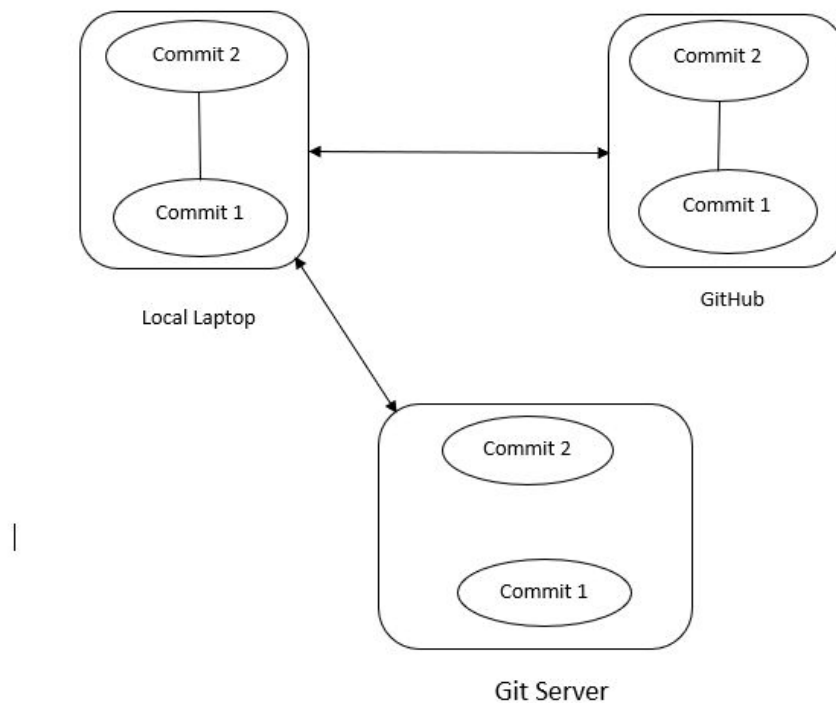 Commit 2
Commit 1
Local Laptop
Commit 2
Commit 1
GitHub
Commit 2
Commit 1
Git Server